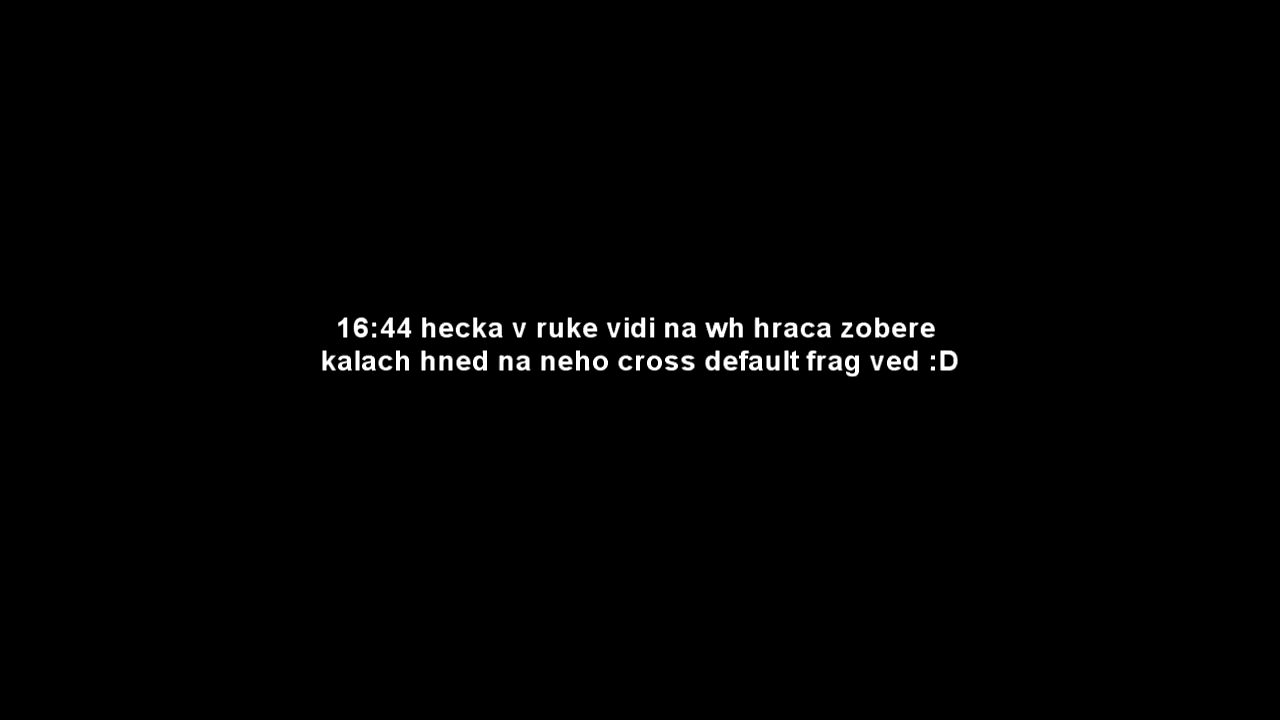 16:44 hecka v ruke vidi na wh hraca zobere
kalach hned na neho cross default frag ved :D